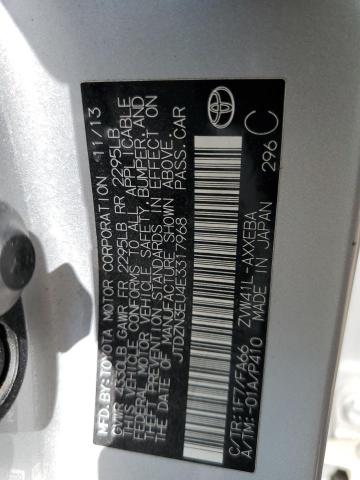 MFD.BY:TOYOTA MOTOR CORPORATION 11/13
GAWR FR 2295LB RR 2295LB
THIS VEHICLE CONFORMS TO ALL APPLICABLE
FEDERAL MOTOR VEHICLE SAFETY,BUMPER,AND
THEFT PREVENTION STANDARDS IN EFFECT ON
THE DATE OF MANUFACTURE SHOWN ABOVE.
JTDZN3EU4E3317968 PASS.CAR
C/TR:1F7/FA66 ZVW41L-AXXEBA
A/TM:-01A/P410 MADE IN JAPAN 296
C